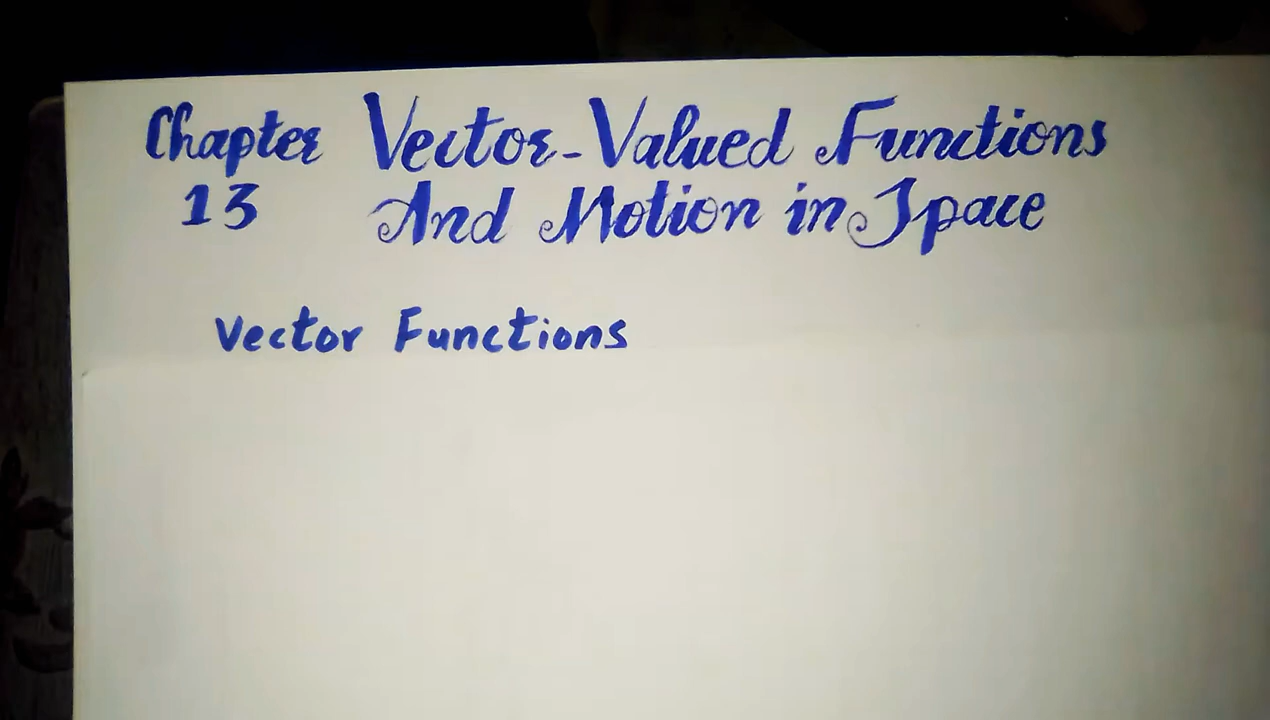 Chapter Vector-Valued Functions
13 And Motion in Space
Vector Functions